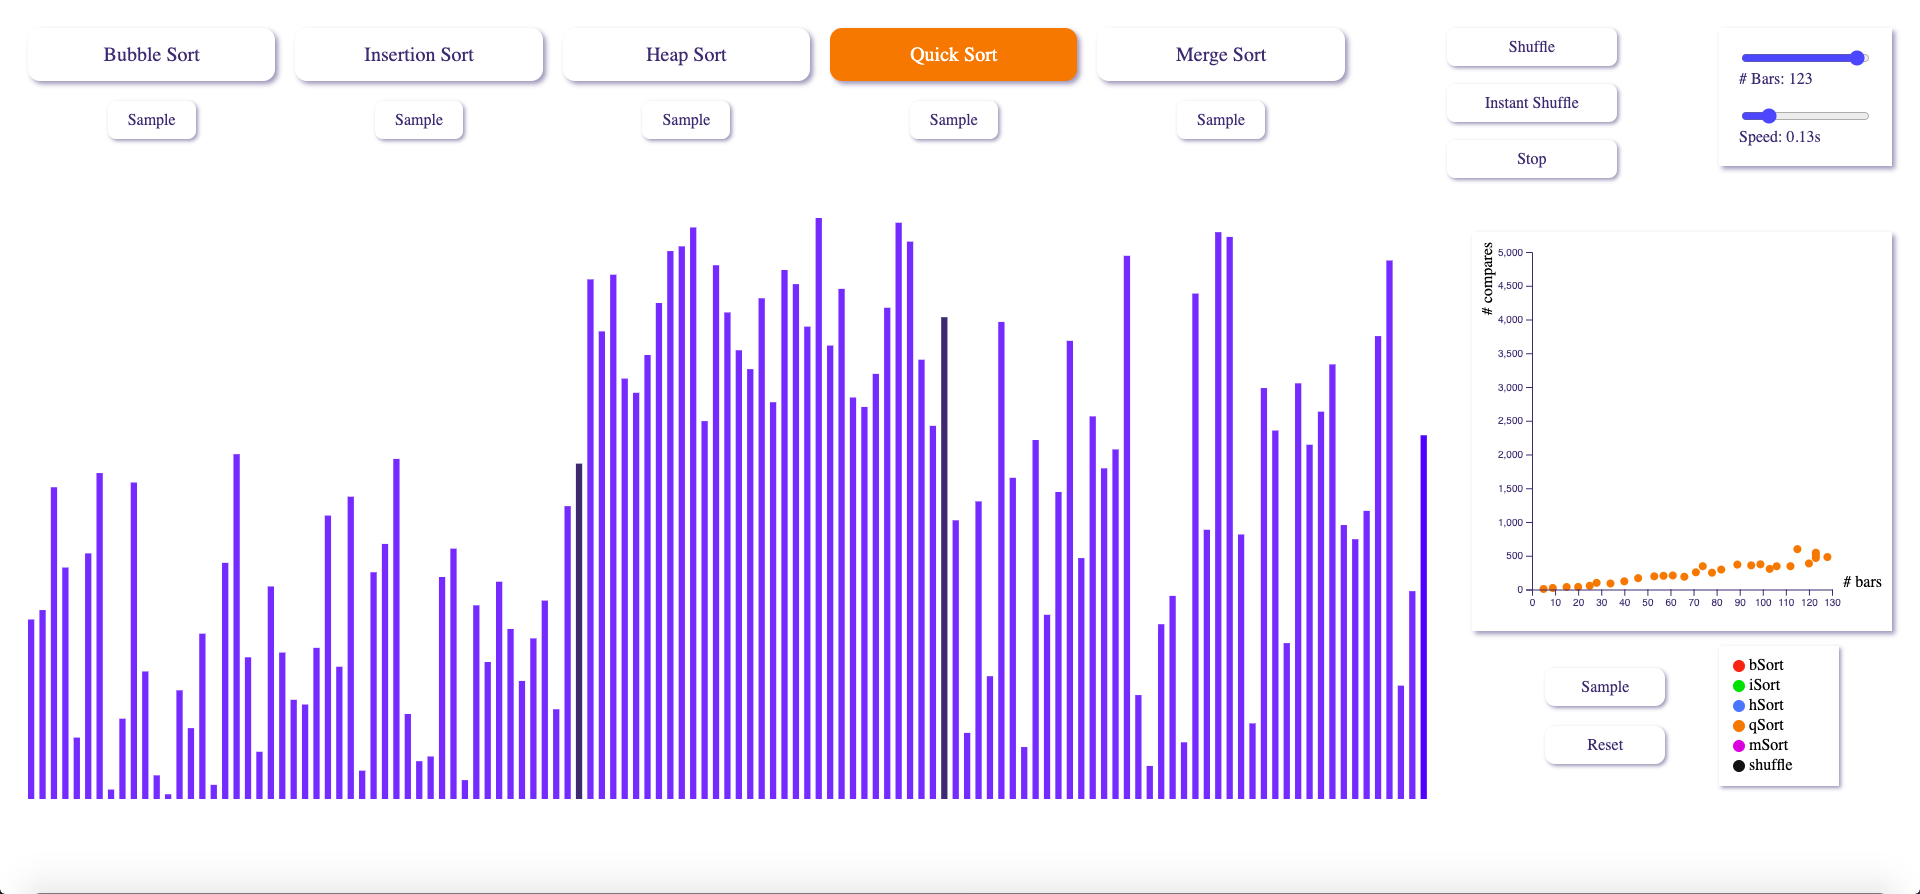 Bubble Sort
Insertion Sort
Heap Sort
Quick Sort
Merge Sort
Sample
Sample
Sample
Sample
Sample
Shuffle
Instant Shuffle
Stop
# Bars: 123
Speed: 0.13s
# compares
5,000
4,500
4,000
3,500
3,000
2,500
2,000
1,500
1,000
500
0
0 10 20 30 40 50 60 70 80 90 100 110 120 130
# bars
Sample
Reset
bSort
iSort
hSort
qSort
mSort
shuffle